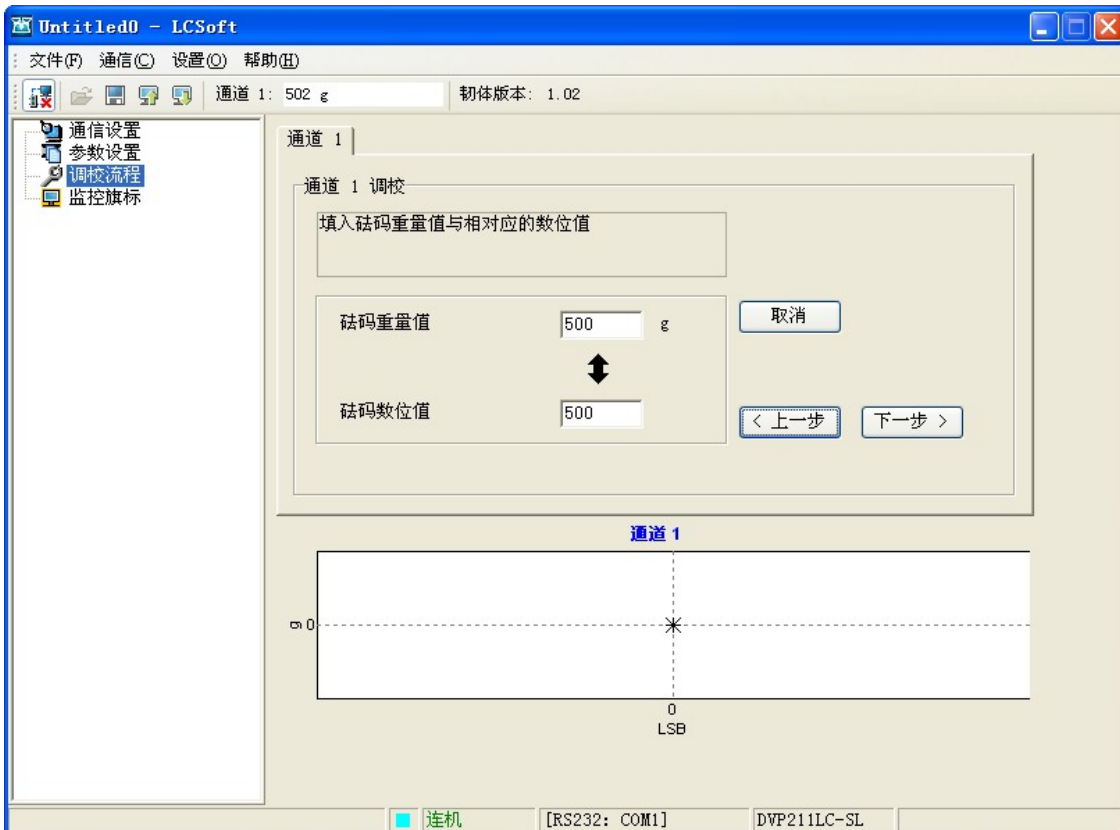 Untitled0 - LCSoft
文件(F) 通信(C) 设置(O) 帮助(H)
通道 1: 502 g 韧体版本: 1.02
通信设置
参数设置
调校流程
监控旗标
通道 1
通道 1 调校
填入砝码重量值与相对应的数位值
砝码重量值 500 g
取消
砝码数位值 500
< 上一步 下一步 >
通道 1
g 0
0
LSB
连机 [RS232: COM1] DVP211LC-SL